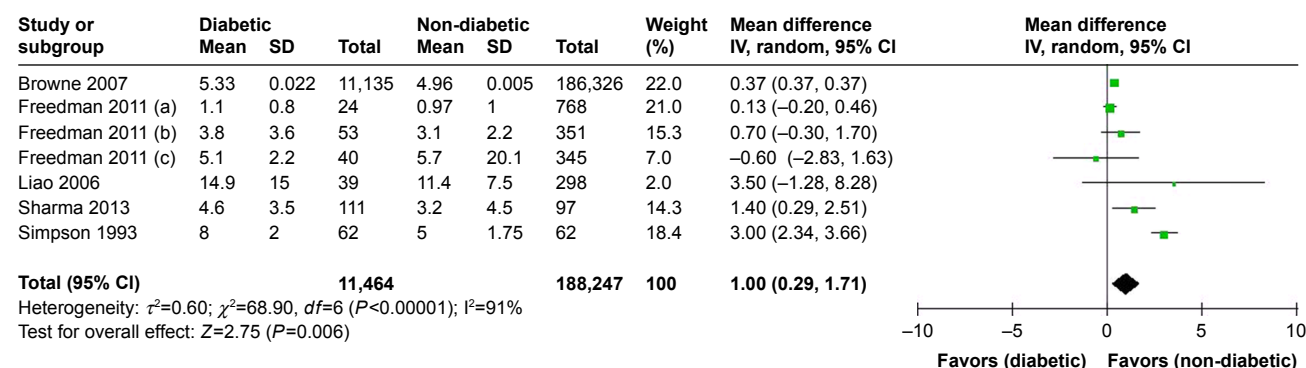 Study or Diabetic Non-diabetic Weight Mean difference Mean difference
subgroup Mean SD Total Mean SD Total (%) IV, random, 95% CI IV, random, 95% CI
Browne 2007 5.33 0.022 11,135 4.96 0.005 186,326 22.0 0.37 (0.37, 0.37)
Freedman 2011 (a) 1.1 0.8 24 0.97 1 768 21.0 0.13 (–0.20, 0.46)
Freedman 2011 (b) 3.8 3.6 53 3.1 2.2 351 15.3 0.70 (–0.30, 1.70)
Freedman 2011 (c) 5.1 2.2 40 5.7 20.1 345 7.0 –0.60 (–2.83, 1.63)
Liao 2006 14.9 15 39 11.4 7.5 298 2.0 3.50 (–1.28, 8.28)
Sharma 2013 4.6 3.5 111 3.2 4.5 97 14.3 1.40 (0.29, 2.51)
Simpson 1993 8 2 62 5 1.75 62 18.4 3.00 (2.34, 3.66)
Total (95% CI) 11,464 188,247 100 1.00 (0.29, 1.71)
Heterogeneity: τ²=0.60; χ²=68.90, df=6 (P<0.00001); I²=91%
Test for overall effect: Z=2.75 (P=0.006)
–10 –5 0 5 10
Favors (diabetic) Favors (non-diabetic)